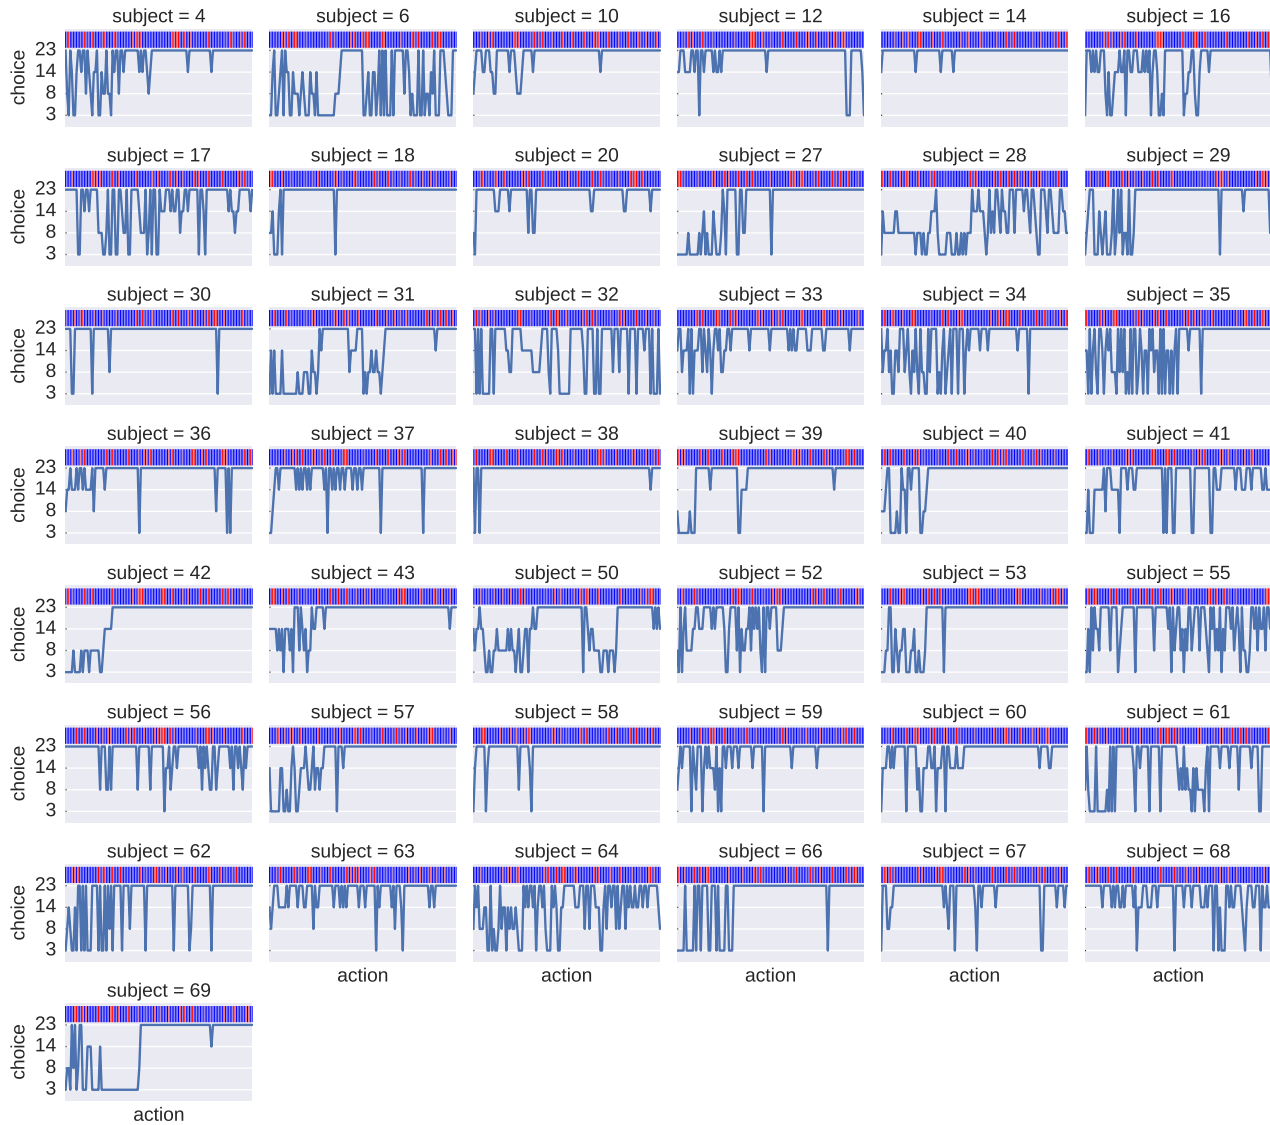 subject = 4 subject = 6 subject = 10 subject = 12 subject = 14 subject = 16
choice
23
14
8
3
subject = 17 subject = 18 subject = 20 subject = 27 subject = 28 subject = 29
choice
23
14
8
3
subject = 30 subject = 31 subject = 32 subject = 33 subject = 34 subject = 35
choice
23
14
8
3
subject = 36 subject = 37 subject = 38 subject = 39 subject = 40 subject = 41
choice
23
14
8
3
subject = 42 subject = 43 subject = 50 subject = 52 subject = 53 subject = 55
choice
23
14
8
3
subject = 56 subject = 57 subject = 58 subject = 59 subject = 60 subject = 61
choice
23
14
8
3
subject = 62 subject = 63 subject = 64 subject = 66 subject = 67 subject = 68
choice
23
14
8
3
action action action action action
subject = 69
choice
23
14
8
3
action